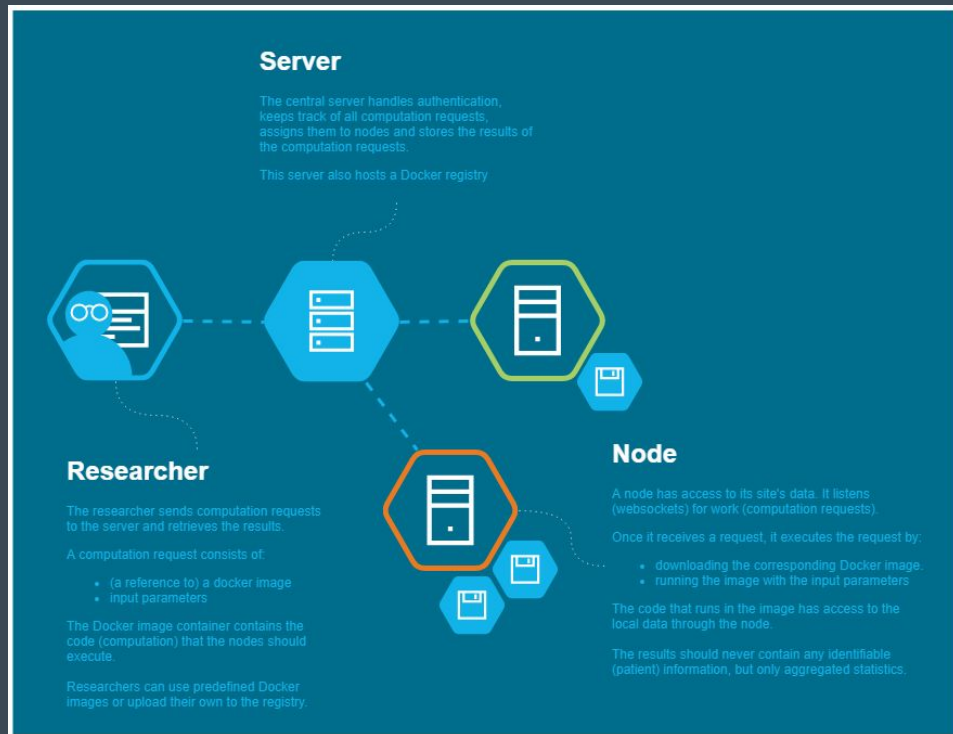 Server
The central server handles authentication,
keeps track of all computation requests,
assigns them to nodes and stores the results of
the computation requests.
This server also hosts a Docker registry
Researcher
The researcher sends computation requests
to the server and retrieves the results.
A computation request consists of:
• (a reference to) a docker image
• input parameters
The Docker image container contains the
code (computation) that the nodes should
execute.
Researchers can use predefined Docker
images or upload their own to the registry.
Node
A node has access to its site's data. It listens
(websockets) for work (computation requests).
Once it receives a request, it executes the request by:
• downloading the corresponding Docker image.
• running the image with the input parameters
The code that runs in the image has access to the
local data through the node.
The results should never contain any identifiable
(patient) information, but only aggregated statistics.